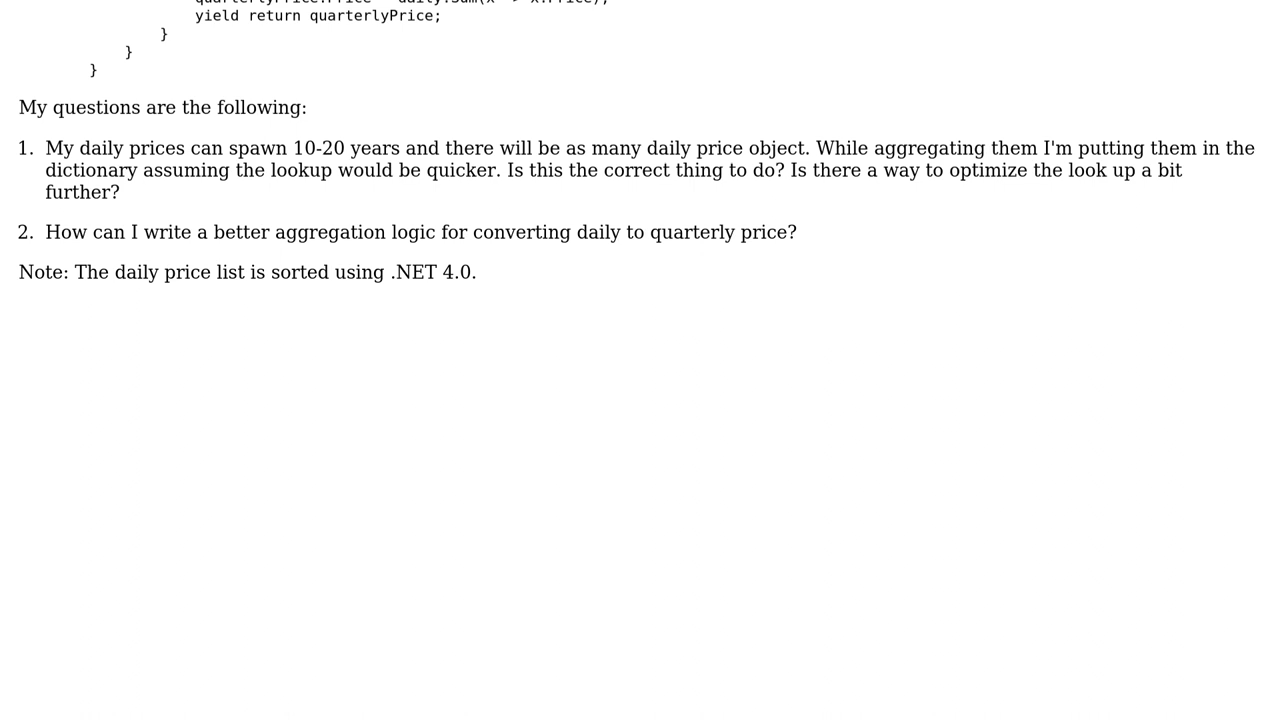 yield return quarterlyPrice;
}
}
}
My questions are the following:
1. My daily prices can spawn 10-20 years and there will be as many daily price object. While aggregating them I'm putting them in the
dictionary assuming the lookup would be quicker. Is this the correct thing to do? Is there a way to optimize the look up a bit
further?
2. How can I write a better aggregation logic for converting daily to quarterly price?
Note: The daily price list is sorted using .NET 4.0.